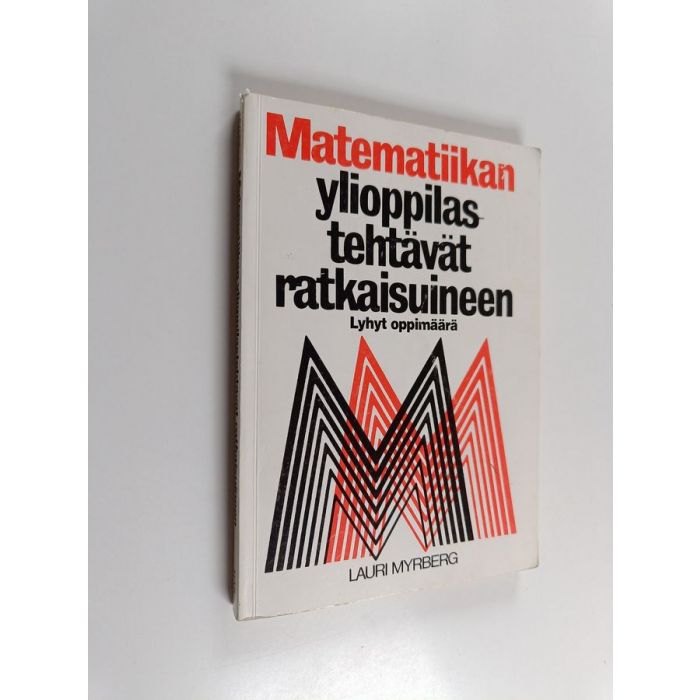 Matematiikan
ylioppilas-
tehtävät
ratkaisuineen
Lyhyt oppimäärä
LAURI MYRBERG